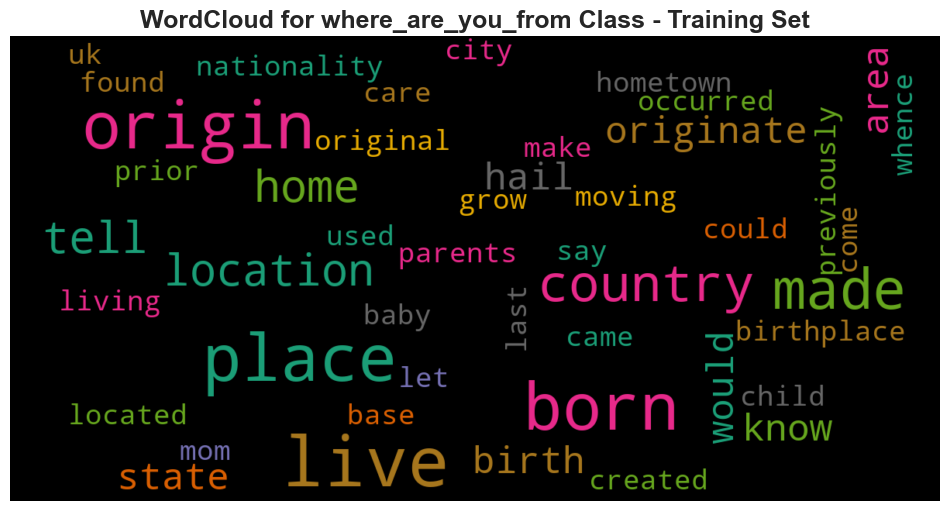 WordCloud for where_are_you_from Class - Training Set
uk
city
nationality
found
care
hometown
occurred
area
whence
origin
original
originate
make
prior
home
hail
grow
moving
previously
come
tell
used
parents
say
could
location
country
made
living
baby
last
came
birthplace
place
let
would
child
located
base
born
know
mom
live
birth
state
created